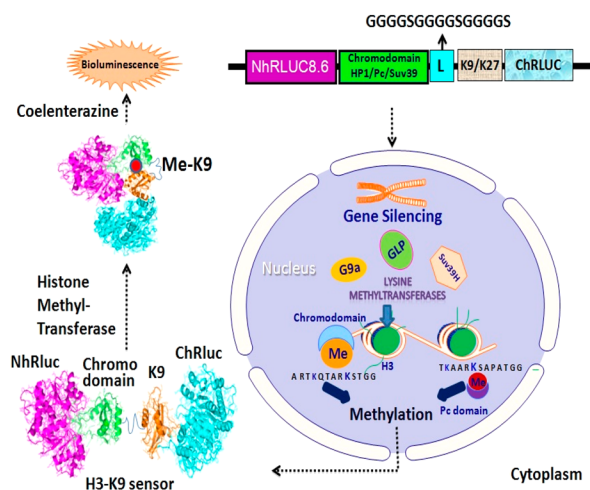 GGGGSGGGGSGGGGS
NhRLUC8.6
Chromodomain
HP1/Pc/Suv39
L
K9/K27
ChRLUC
Bioluminescence
Coelenterazine
Me-K9
Histone
Methyl-
Transferase
NhRluc
Chromo
domain
K9
ChRluc
H3-K9 sensor
Gene Silencing
Nucleus
G9a
GLP
Suv39H
LYSINE
METHYLTRANSFERASES
Chromodomain
Me
H3
ARTKQTARKSTGG
TKAARKSAPATGG
Me
Pc domain
Methylation
Cytoplasm